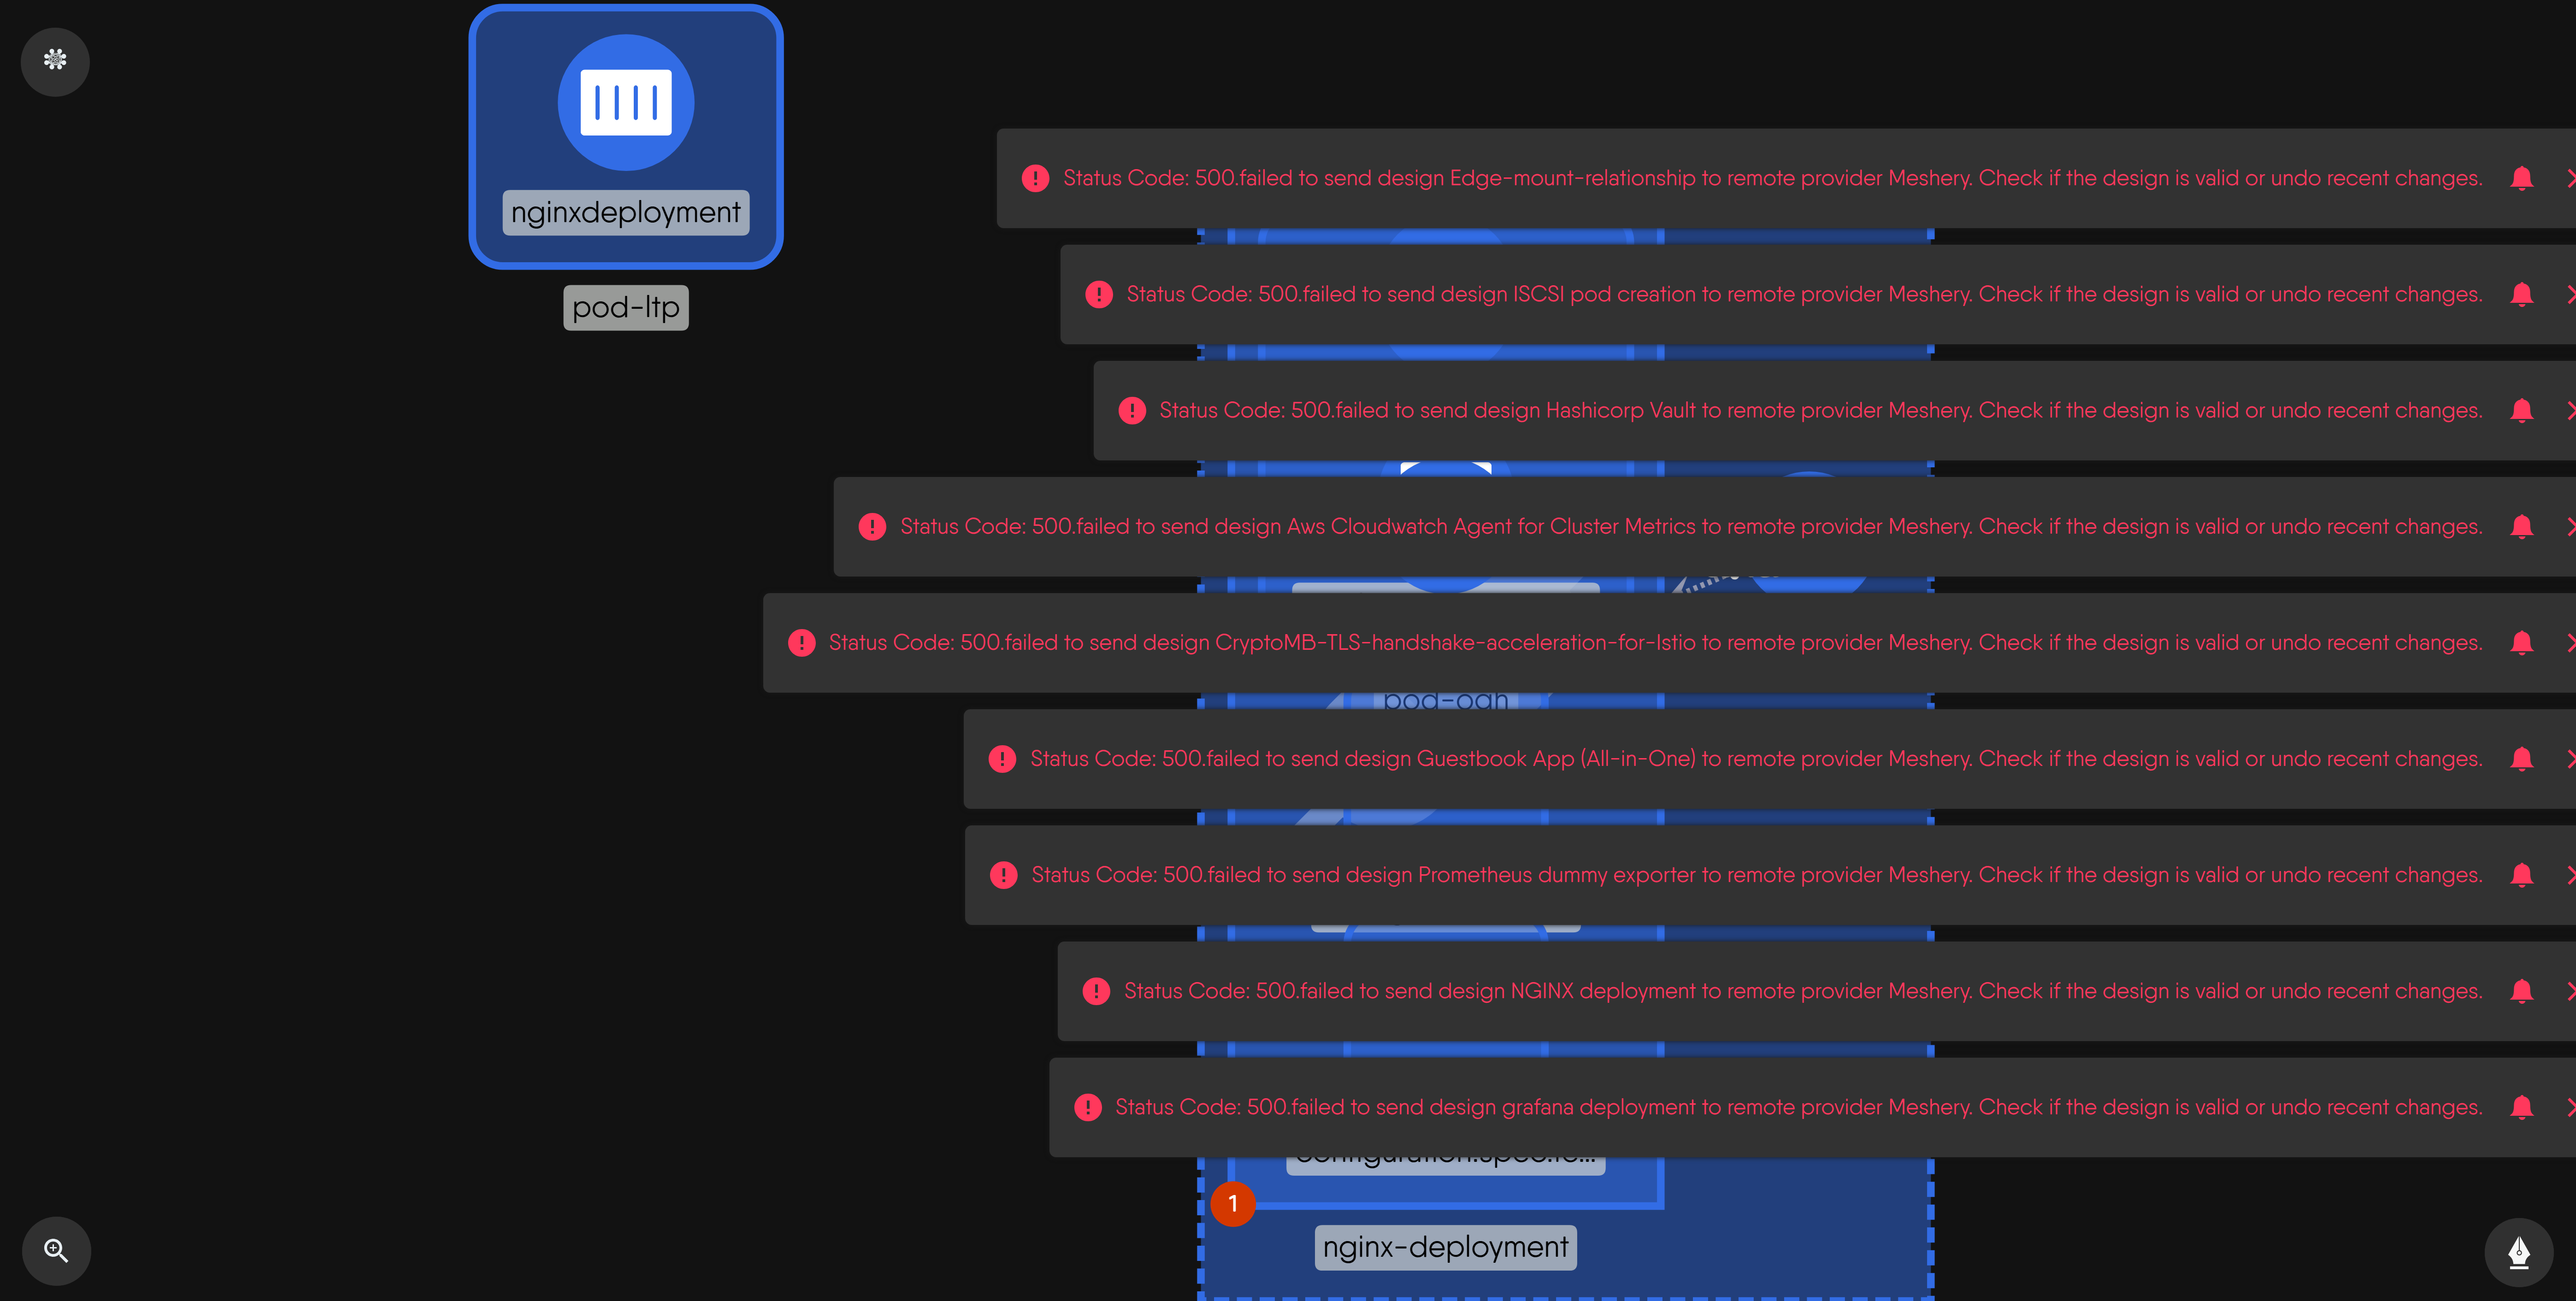 nginxdeployment
pod-ltp
Status Code: 500.failed to send design Edge-mount-relationship to remote provider Meshery. Check if the design is valid or undo recent changes.
Status Code: 500.failed to send design ISCSI pod creation to remote provider Meshery. Check if the design is valid or undo recent changes.
Status Code: 500.failed to send design Hashicorp Vault to remote provider Meshery. Check if the design is valid or undo recent changes.
Status Code: 500.failed to send design Aws Cloudwatch Agent for Cluster Metrics to remote provider Meshery. Check if the design is valid or undo recent changes.
Status Code: 500.failed to send design CryptoMB-TLS-handshake-acceleration-for-Istio to remote provider Meshery. Check if the design is valid or undo recent changes.
Status Code: 500.failed to send design Guestbook App (All-in-One) to remote provider Meshery. Check if the design is valid or undo recent changes.
Status Code: 500.failed to send design Prometheus dummy exporter to remote provider Meshery. Check if the design is valid or undo recent changes.
Status Code: 500.failed to send design NGINX deployment to remote provider Meshery. Check if the design is valid or undo recent changes.
Status Code: 500.failed to send design grafana deployment to remote provider Meshery. Check if the design is valid or undo recent changes.
1
nginx-deployment